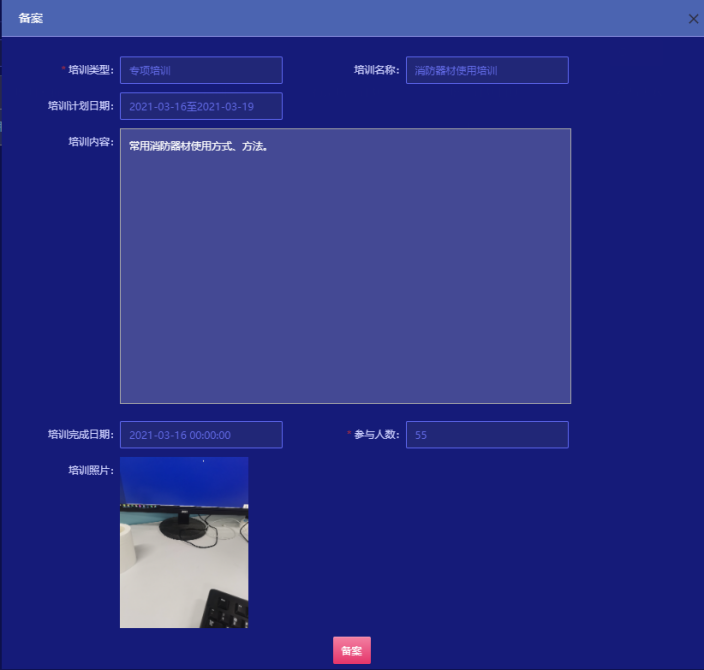 备案
*培训类型： 专项培训 培训名称： 消防器材使用培训
培训计划日期： 2021-03-16至2021-03-19
培训内容： 常用消防器材使用方式、方法。
培训完成日期： 2021-03-16 00:00:00 *参与人数： 55
培训照片：
备案